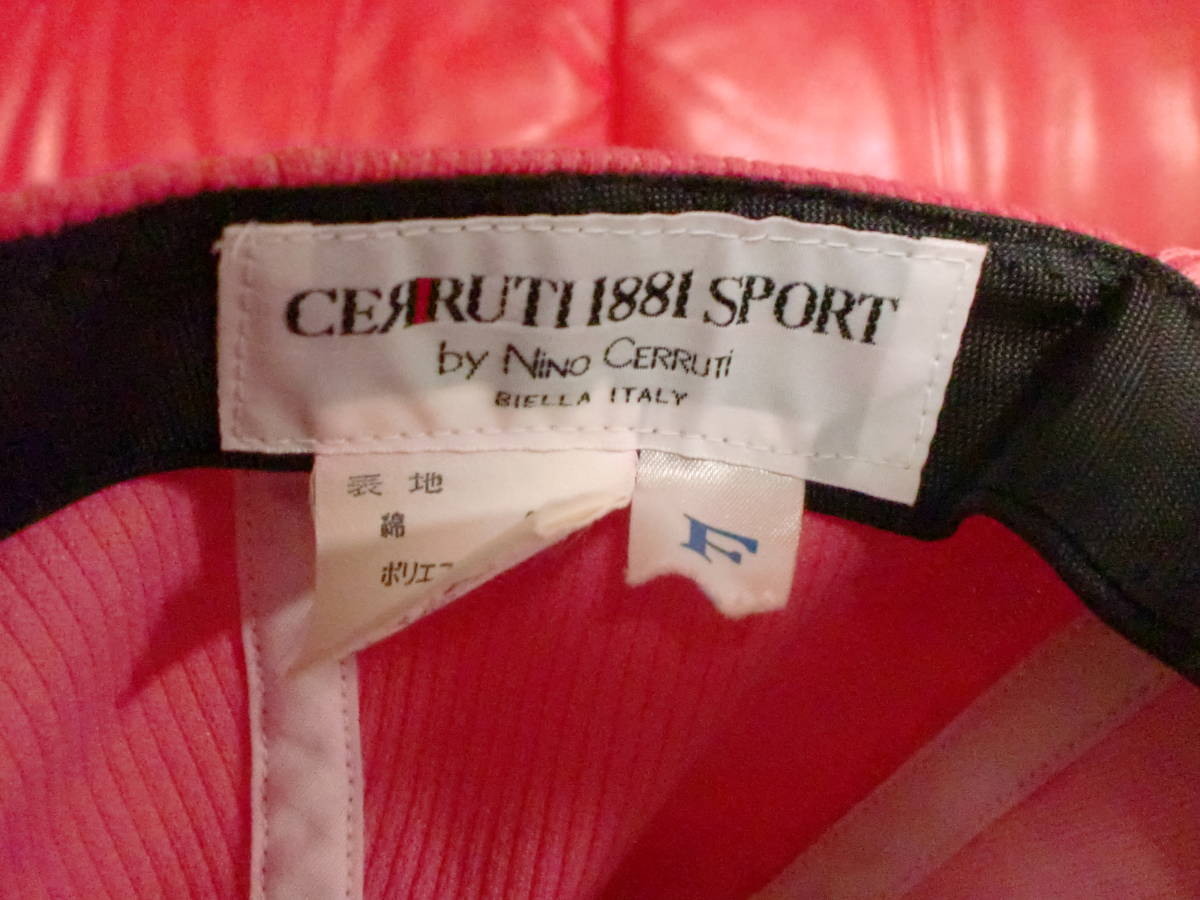 CERRUTI 1881 SPORT
by NINO CERRUTI
BIELLA ITALY
表地
綿
ポリエ
F